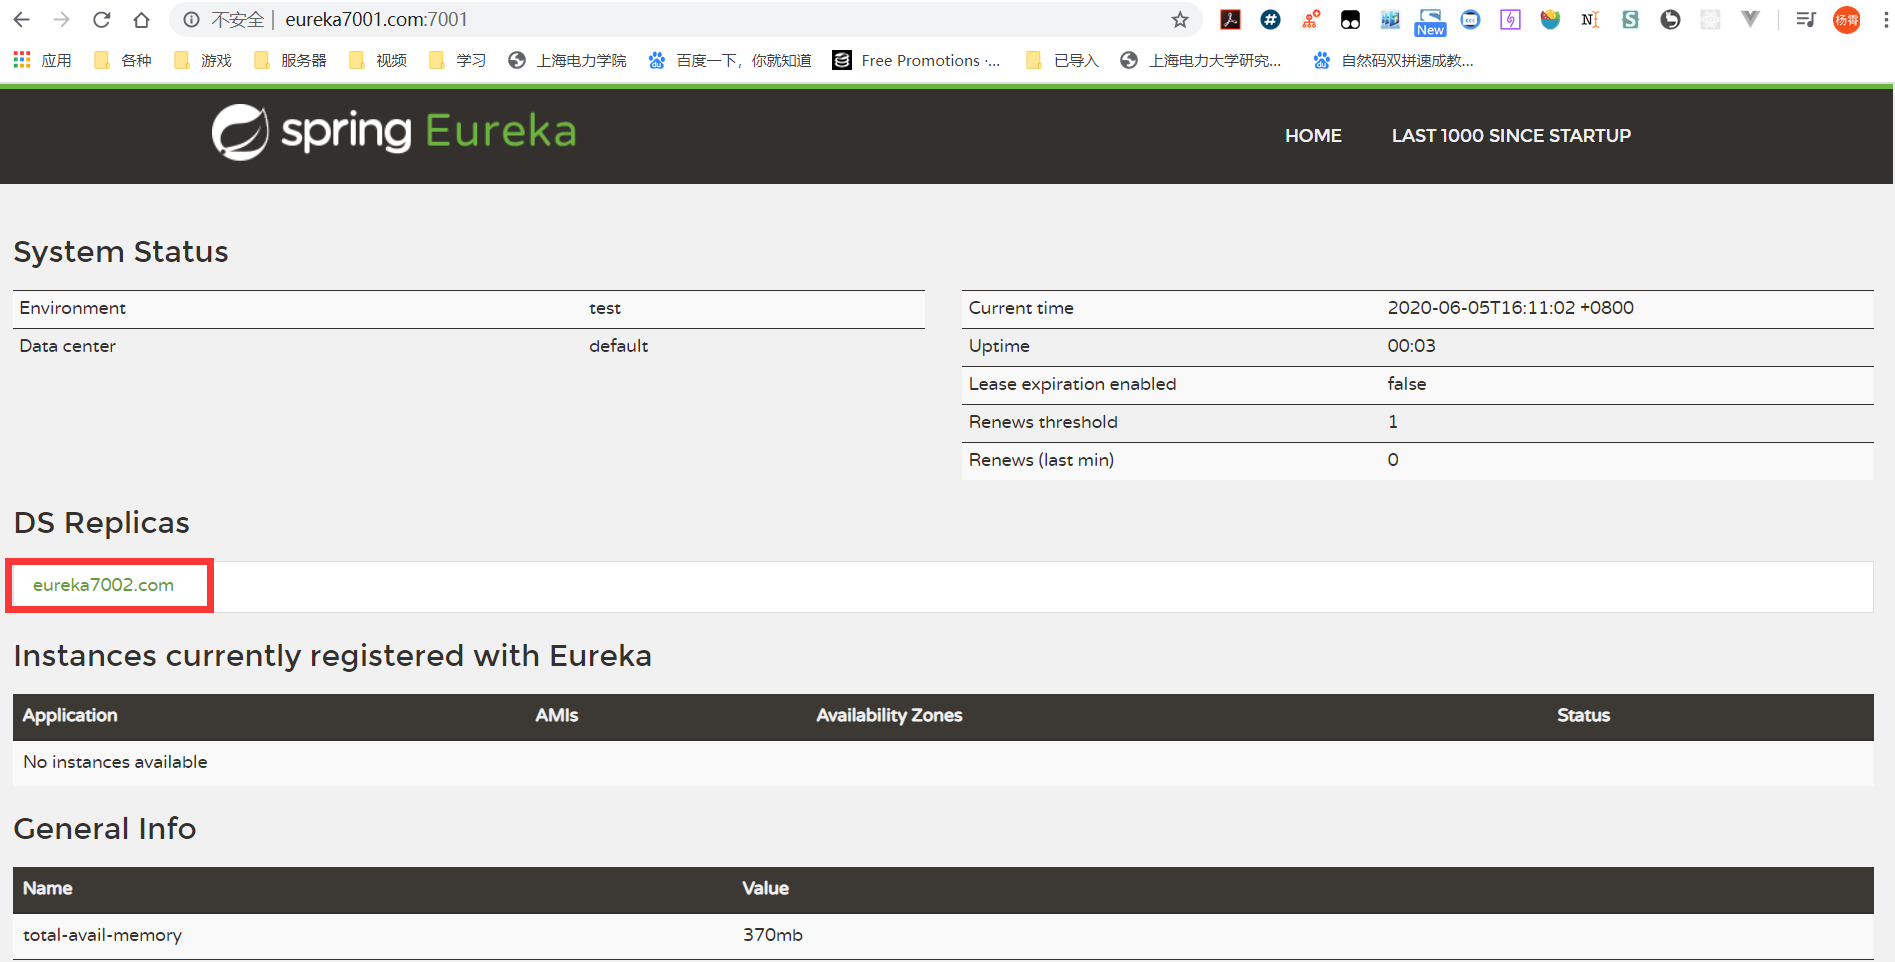 不安全 eureka7001.com:7001
New
杨霄
应用 各种 游戏 服务器 视频 学习 上海电力学院 百度一下，你就知道 Free Promotions ·... 已导入 上海电力大学研究... 自然码双拼速成教...
spring Eureka HOME LAST 1000 SINCE STARTUP
System Status
Environment test
Data center default
Current time 2020-06-05T16:11:02 +0800
Uptime 00:03
Lease expiration enabled false
Renews threshold 1
Renews (last min) 0
DS Replicas
eureka7002.com
Instances currently registered with Eureka
Application AMIs Availability Zones Status
No instances available
General Info
Name Value
total-avail-memory 370mb